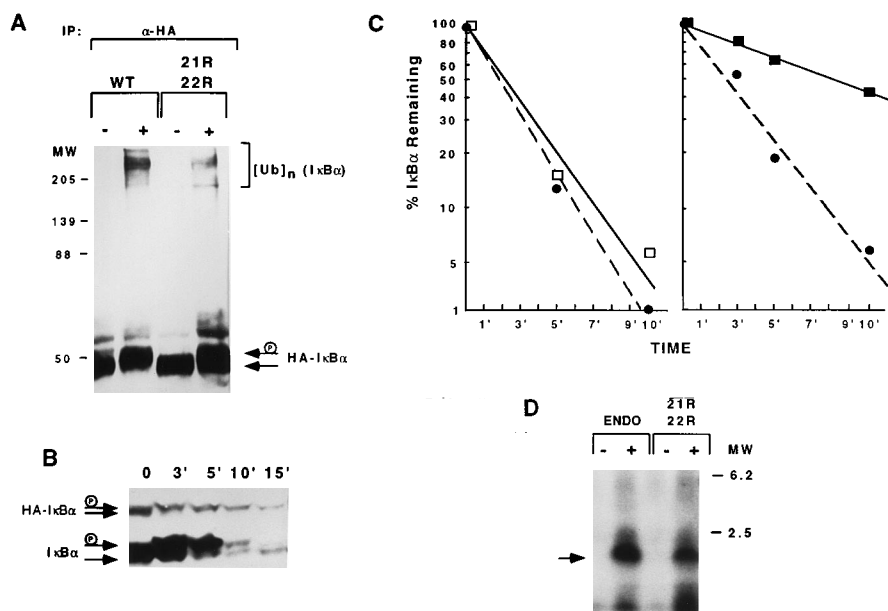 A
IP: α-HA
21R
WT 22R
- + - +
MW
205
139
88
50
[Ub]n (IκBα)
P
HA-IκBα
B
0 3' 5' 10' 15'
P
HA-IκBα
P
IκBα
C
% IκBα Remaining
100
80
60
50
40
30
20
10
5
1
1' 3' 5' 7' 9' 10'
1' 3' 5' 7' 9' 10'
TIME
D
21R
ENDO 22R
- + - + MW
6.2
2.5